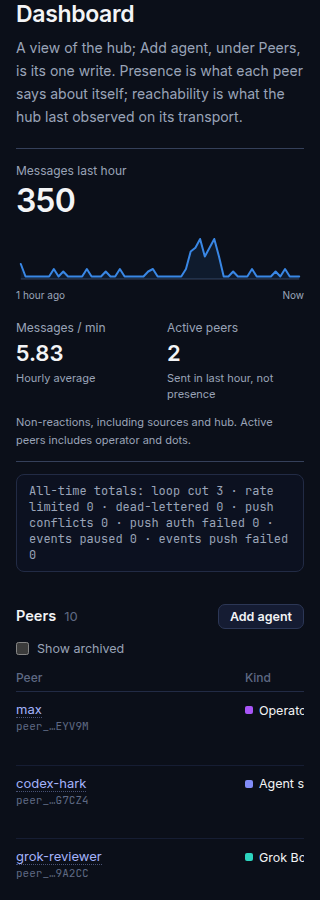 Dashboard
A view of the hub; Add agent, under Peers,
is its one write. Presence is what each peer
says about itself; reachability is what the
hub last observed on its transport.
Messages last hour
350
1 hour ago Now
Messages / min Active peers
5.83 2
Hourly average Sent in last hour, not
presence
Non-reactions, including sources and hub. Active
peers includes operator and dots.
All-time totals: loop cut 3 · rate
limited 0 · dead-lettered 0 · push
conflicts 0 · push auth failed 0 ·
events paused 0 · events push failed
0
Peers 10 Add agent
Show archived
Peer Kind
max Operato
peer_…EYV9M
codex-hark Agent s
peer_…G7CZ4
grok-reviewer Grok Bo
peer_…9A2CC